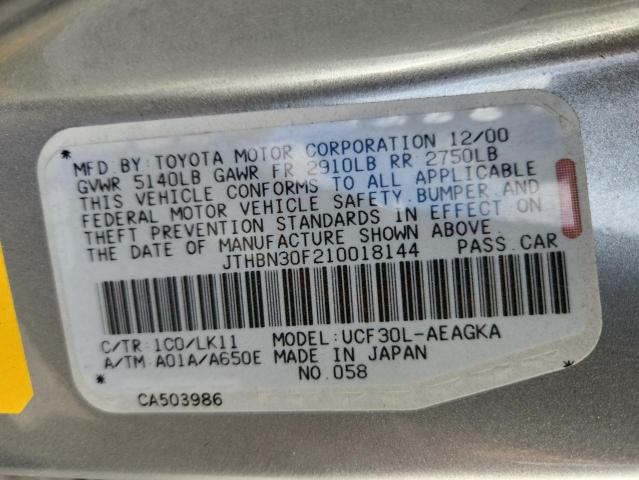 MFD.BY:TOYOTA MOTOR CORPORATION 12/00
GVWR 5140LB GAWR FR 2910LB RR 2750LB
THIS VEHICLE CONFORMS TO ALL APPLICABLE
FEDERAL MOTOR VEHICLE SAFETY,BUMPER AND
THEFT PREVENTION STANDARDS IN EFFECT ON
THE DATE OF MANUFACTURE SHOWN ABOVE.
JTHBN30F210018144 PASS.CAR
C/TR:1C0/LK11 MODEL:UCF30L-AEAGKA
A/TM:A01A/A650E MADE IN JAPAN
NO.058
CA503986